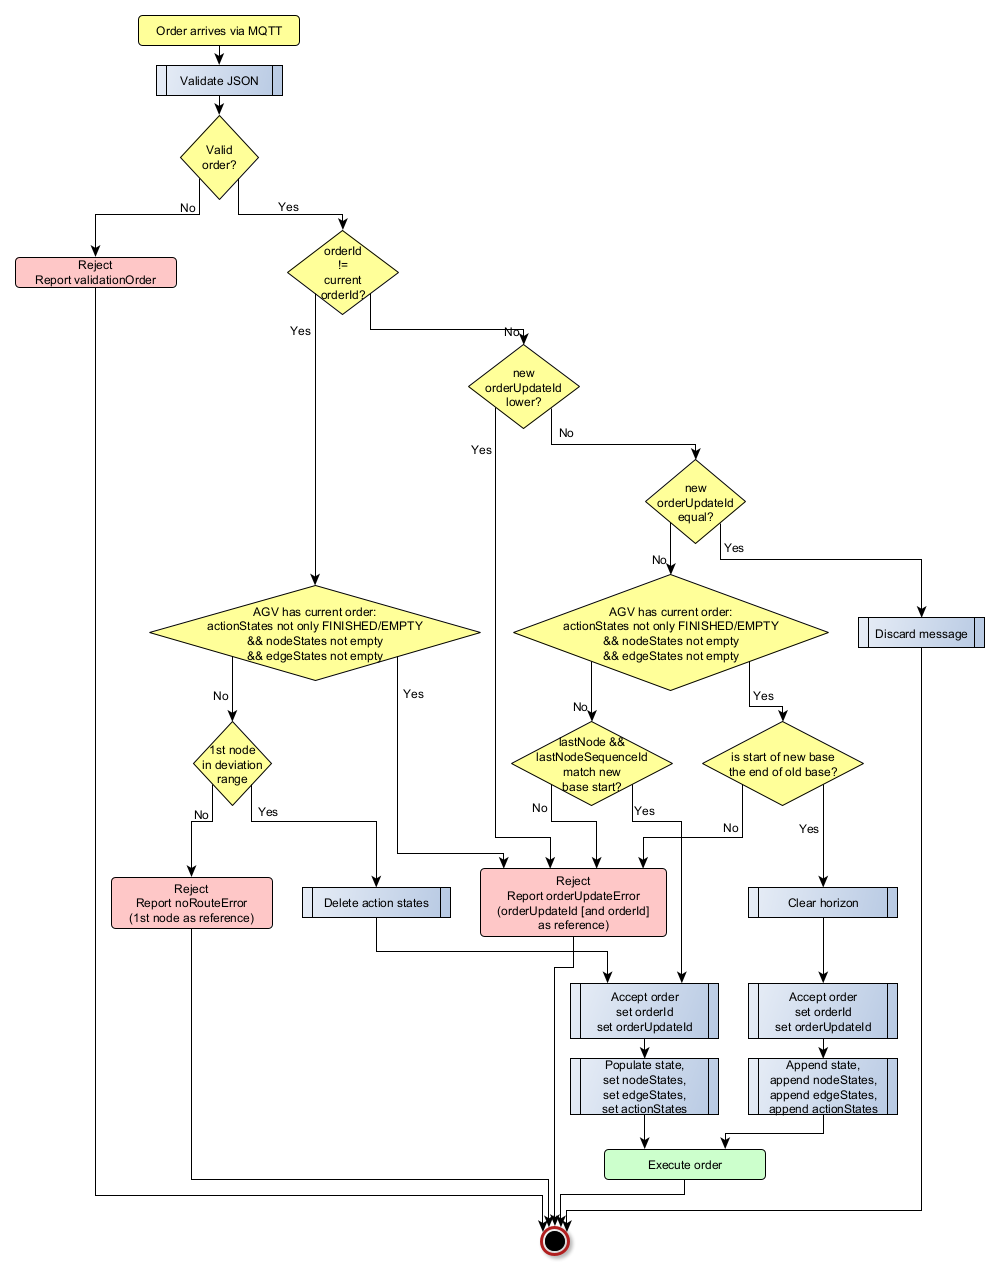 Order arrives via MQTT
Validate JSON
Valid
order?
No
Yes
Reject
Report validationOrder
orderId
!=
current
orderId?
Yes
No
new
orderUpdateId
lower?
Yes
No
new
orderUpdateId
equal?
No
Yes
Discard message
AGV has current order:
actionStates not only FINISHED/EMPTY
&& nodeStates not empty
&& edgeStates not empty
No
Yes
AGV has current order:
actionStates not only FINISHED/EMPTY
&& nodeStates not empty
&& edgeStates not empty
No
Yes
1st node
in deviation
range
No
Yes
lastNode &&
lastNodeSequenceId
match new
base start?
No
Yes
is start of new base
the end of old base?
No
Yes
Reject
Report noRouteError
(1st node as reference)
Delete action states
Reject
Report orderUpdateError
(orderUpdateId [and orderId]
as reference)
Clear horizon
Accept order
set orderId
set orderUpdateId
Accept order
set orderId
set orderUpdateId
Populate state,
set nodeStates,
set edgeStates,
set actionStates
Append state,
append nodeStates,
append edgeStates,
append actionStates
Execute order